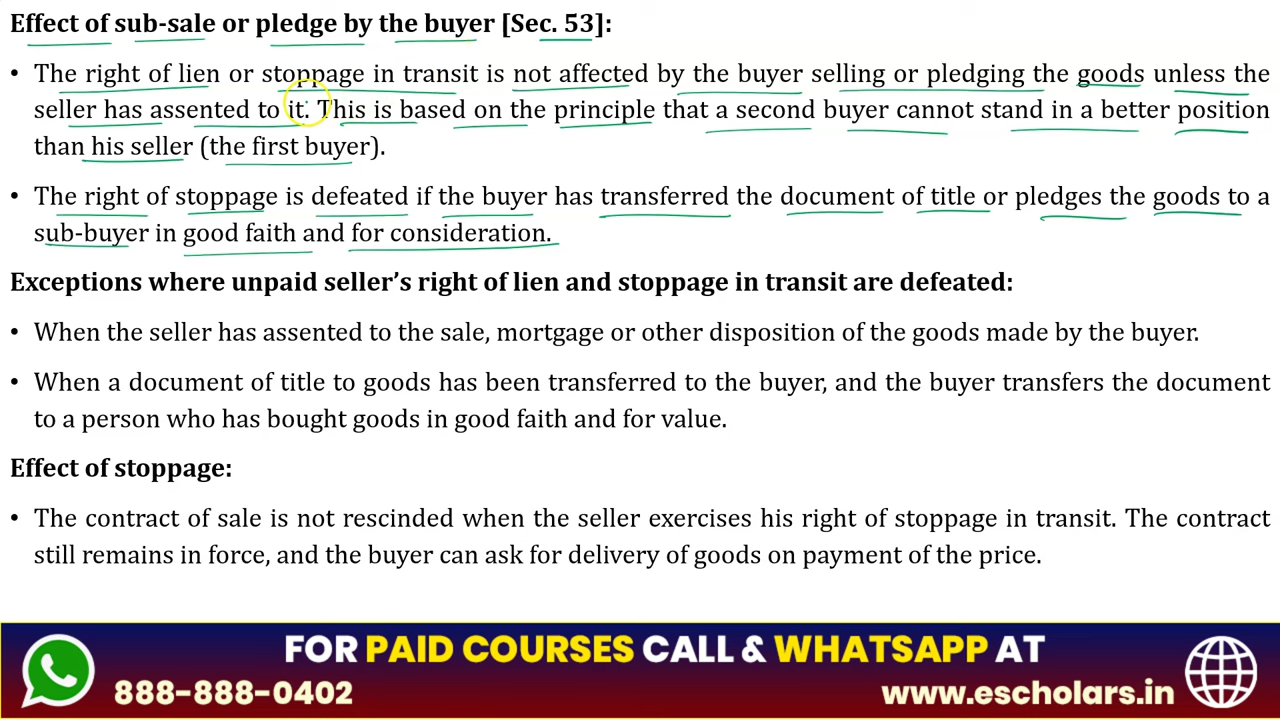 Effect of sub-sale or pledge by the buyer [Sec. 53]:
• The right of lien or stoppage in transit is not affected by the buyer selling or pledging the goods unless the
seller has assented to it. This is based on the principle that a second buyer cannot stand in a better position
than his seller (the first buyer).
• The right of stoppage is defeated if the buyer has transferred the document of title or pledges the goods to a
sub-buyer in good faith and for consideration.
Exceptions where unpaid seller’s right of lien and stoppage in transit are defeated:
• When the seller has assented to the sale, mortgage or other disposition of the goods made by the buyer.
• When a document of title to goods has been transferred to the buyer, and the buyer transfers the document
to a person who has bought goods in good faith and for value.
Effect of stoppage:
• The contract of sale is not rescinded when the seller exercises his right of stoppage in transit. The contract
still remains in force, and the buyer can ask for delivery of goods on payment of the price.
FOR PAID COURSES CALL & WHATSAPP AT
888-888-0402
www.escholars.in